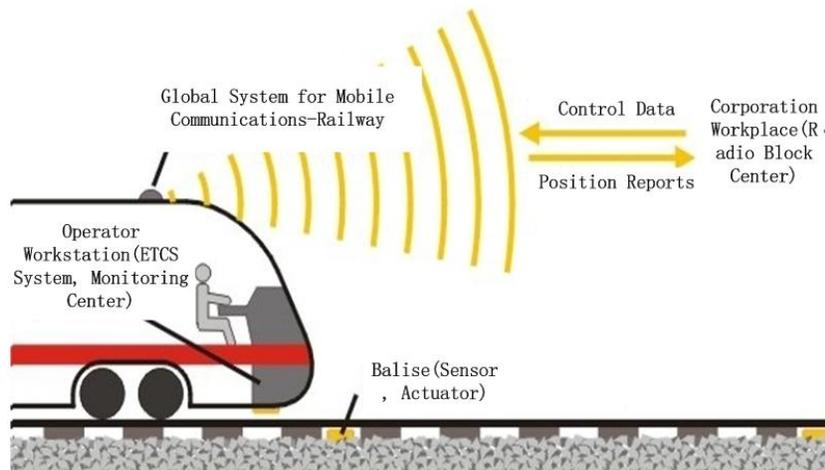 Global System for Mobile
Communications-Railway
Control Data
Position Reports
Corporation
Workplace(R
adio Block
Center)
Operator
Workstation(ETCS
System, Monitoring
Center)
Balise(Sensor
, Actuator)